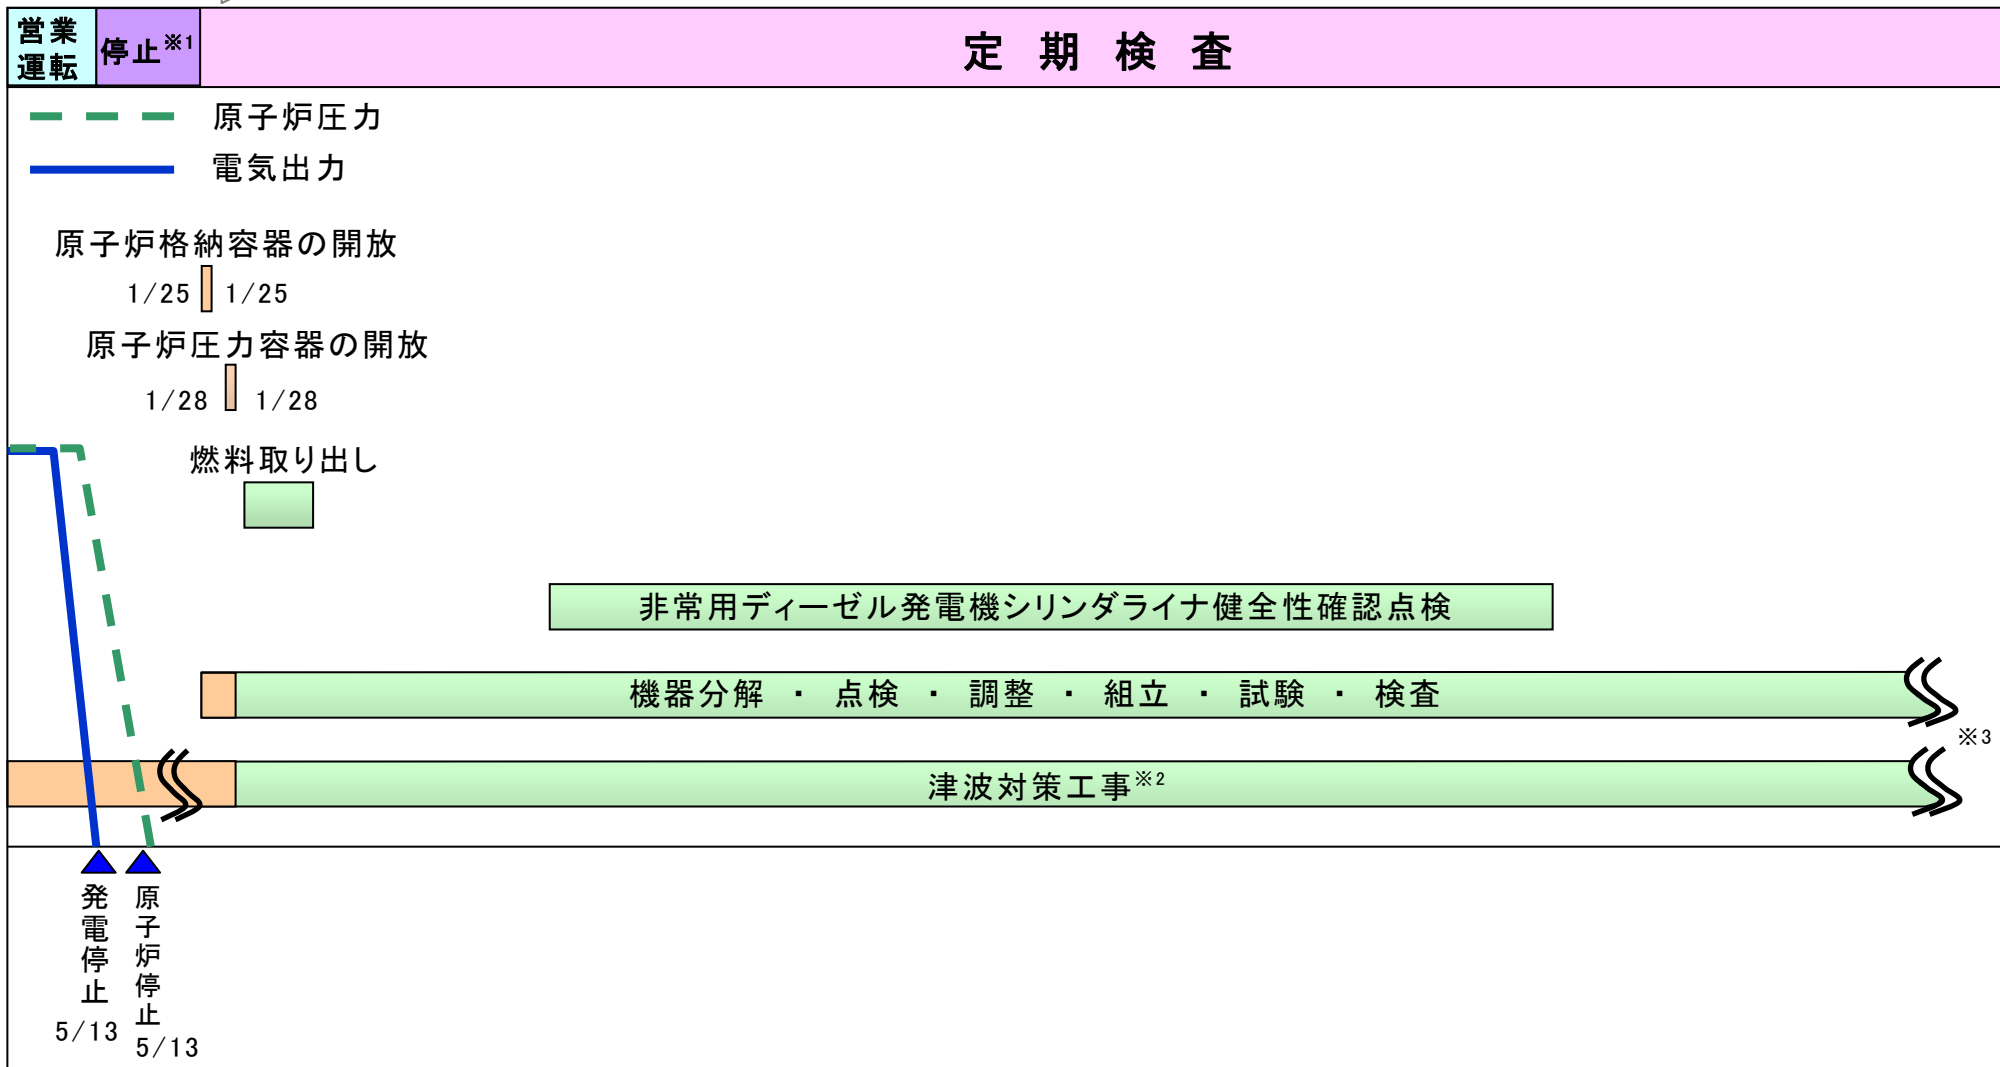 営業
運転
停止※1
定期検査
原子炉圧力
電気出力
原子炉格納容器の開放
1/25 1/25
原子炉圧力容器の開放
1/28 1/28
燃料取り出し
非常用ディーゼル発電機シリンダライナ健全性確認点検
機器分解 ・ 点検 ・ 調整 ・ 組立 ・ 試験 ・ 検査
※3
津波対策工事※2
発電停止
5/13
原子炉停止
5/13